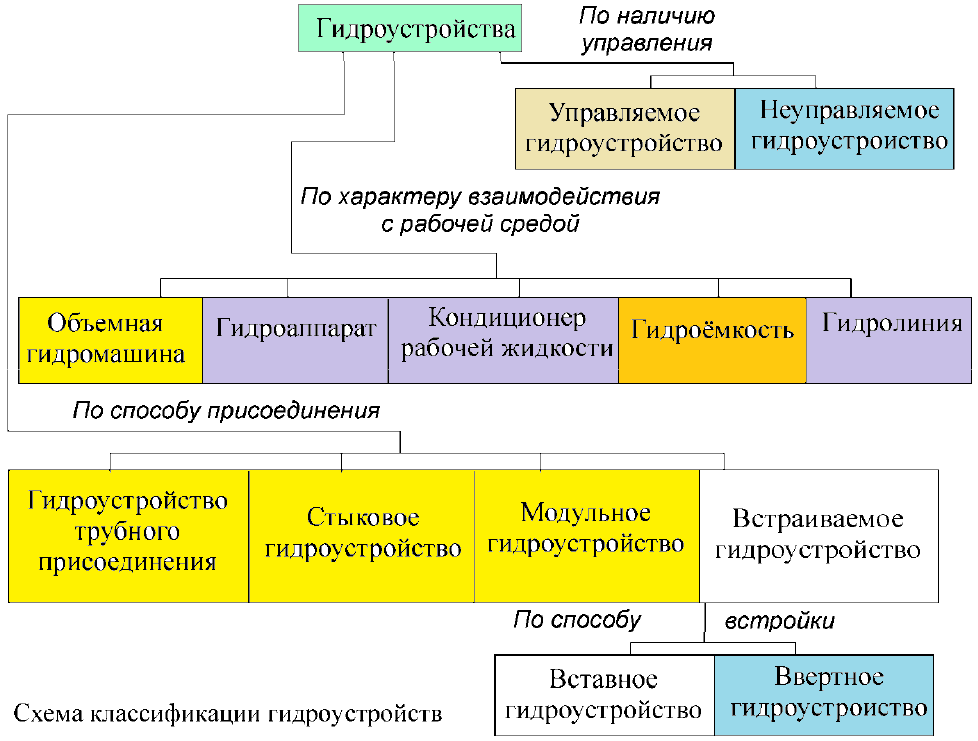 Гидроустройства
По наличию
управления
Управляемое
гидроустройство
Неуправляемое
гидроустроиство
По характеру взаимодействия
с рабочей средой
Объемная
гидромашина
Гидроаппарат
Кондиционер
рабочей жидкости
Гидроёмкость
Гидролиния
По способу присоединения
Гидроустройство
трубного
присоединения
Стыковое
гидроустройство
Модульное
гидроустройство
Встраиваемое
гидроустройство
По способу встройки
Вставное
гидроустройство
Ввертное
гидроустроиство
Схема классификации гидроустройств